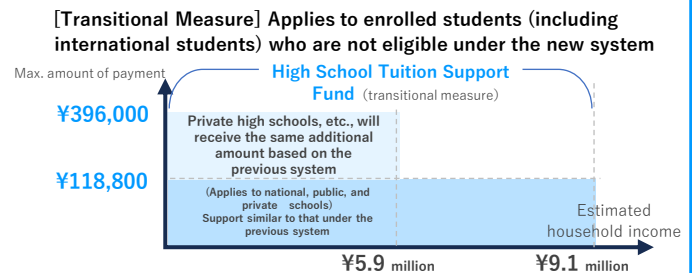 [Transitional Measure] Applies to enrolled students (including
international students) who are not eligible under the new system
Max. amount of payment
High School Tuition Support
Fund (transitional measure)
¥396,000
Private high schools, etc., will
receive the same additional
amount based on the
previous system
¥118,800
(Applies to national, public, and
private schools)
Support similar to that under the
previous system
Estimated
household income
¥5.9 million
¥9.1 million